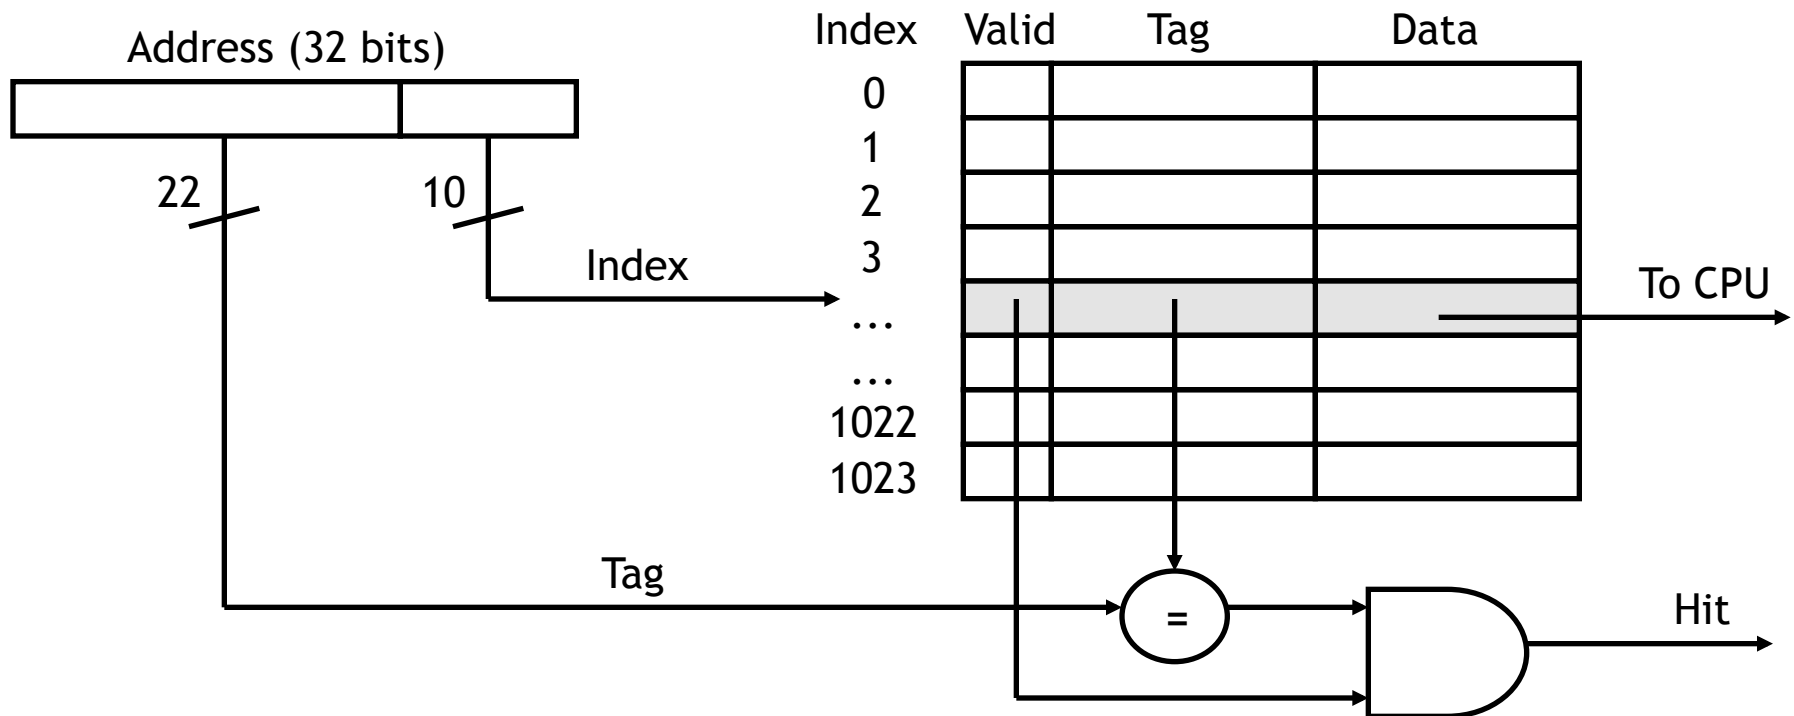 Address (32 bits)
Index Valid Tag Data
0
1
2
3
...
...
1022
1023
22
10
Index
To CPU
Tag
=
Hit